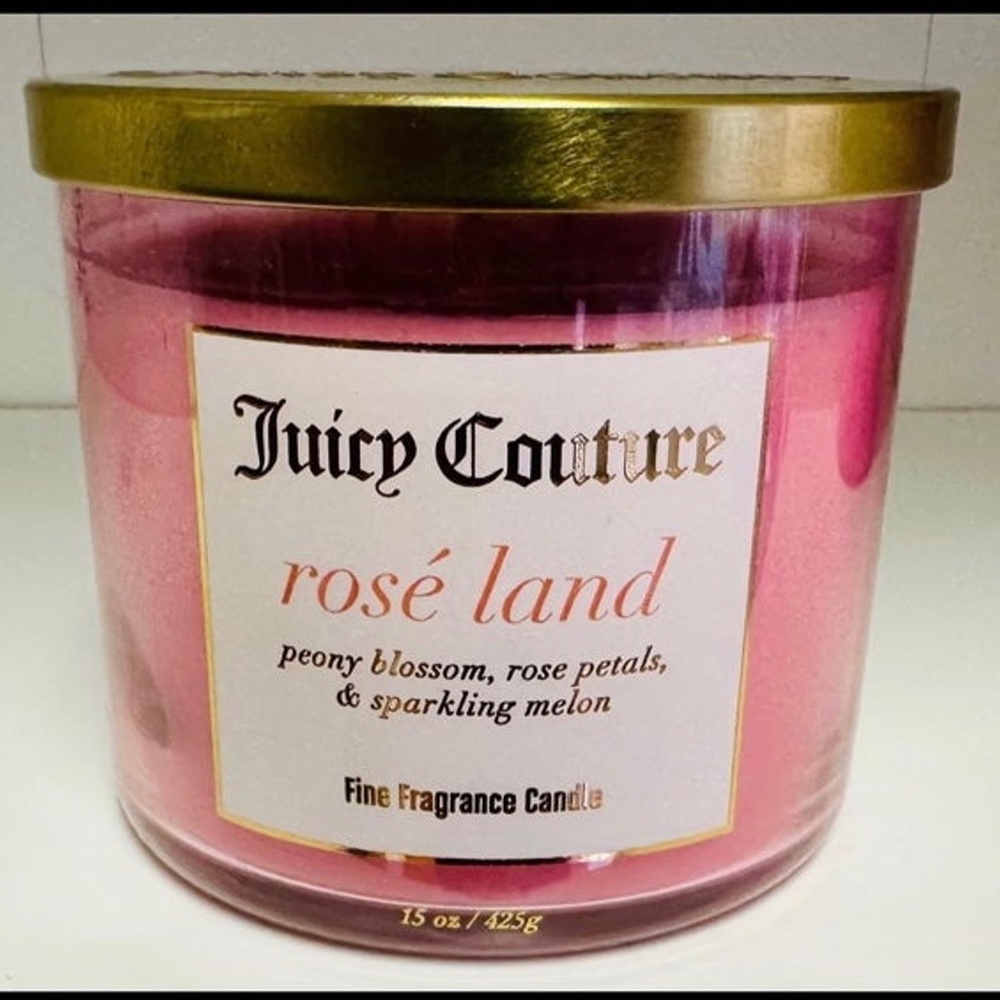 Juicy Couture
rosé land
peony blossom, rose petals,
& sparkling melon
Fine Fragrance Candle
15 oz / 425g